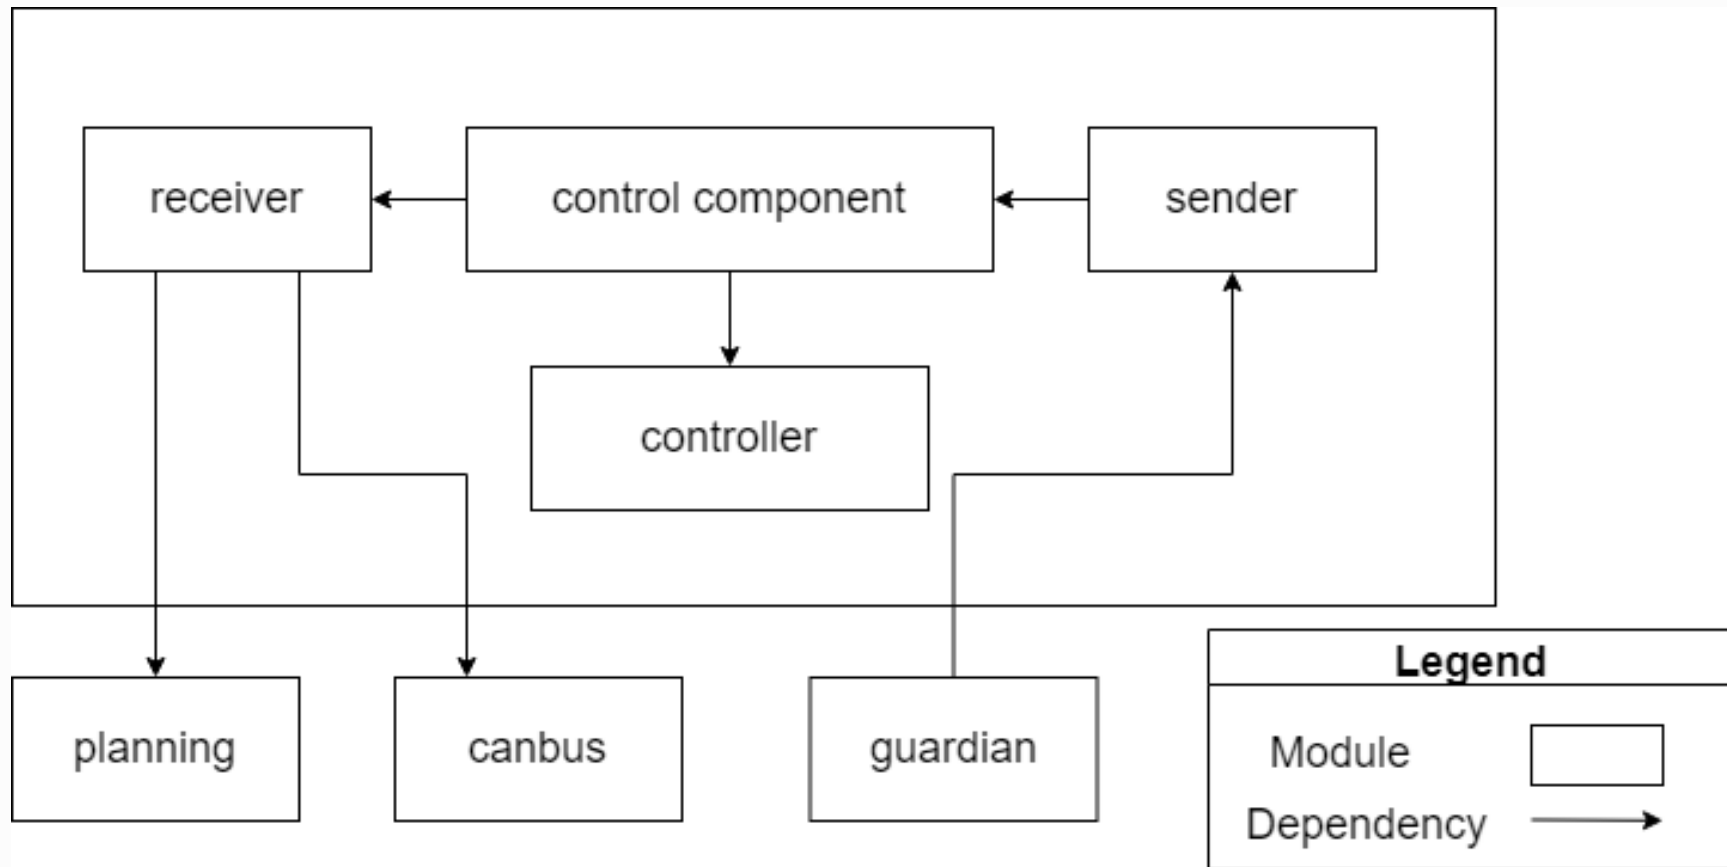 receiver
control component
sender
controller
planning
canbus
guardian
Legend
Module
Dependency